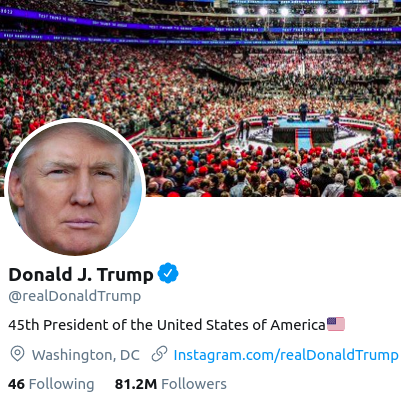 Donald J. Trump
@realDonaldTrump
45th President of the United States of America🇺🇸
Washington, DC Instagram.com/realDonaldTrump
46 Following 81.2M Followers